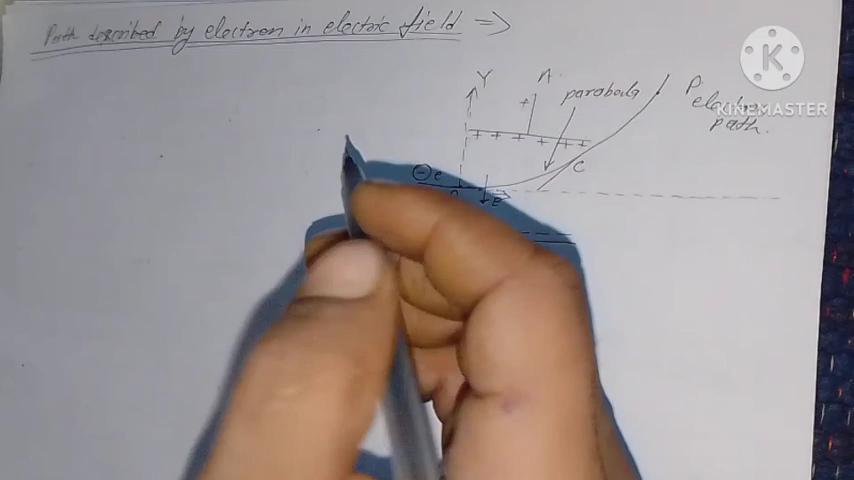 Path described by electron in electric field ⇒
Y
A
+
parabola
P
electron
path.
+ + + + + +
C
⊖ e
E
KINEMASTER